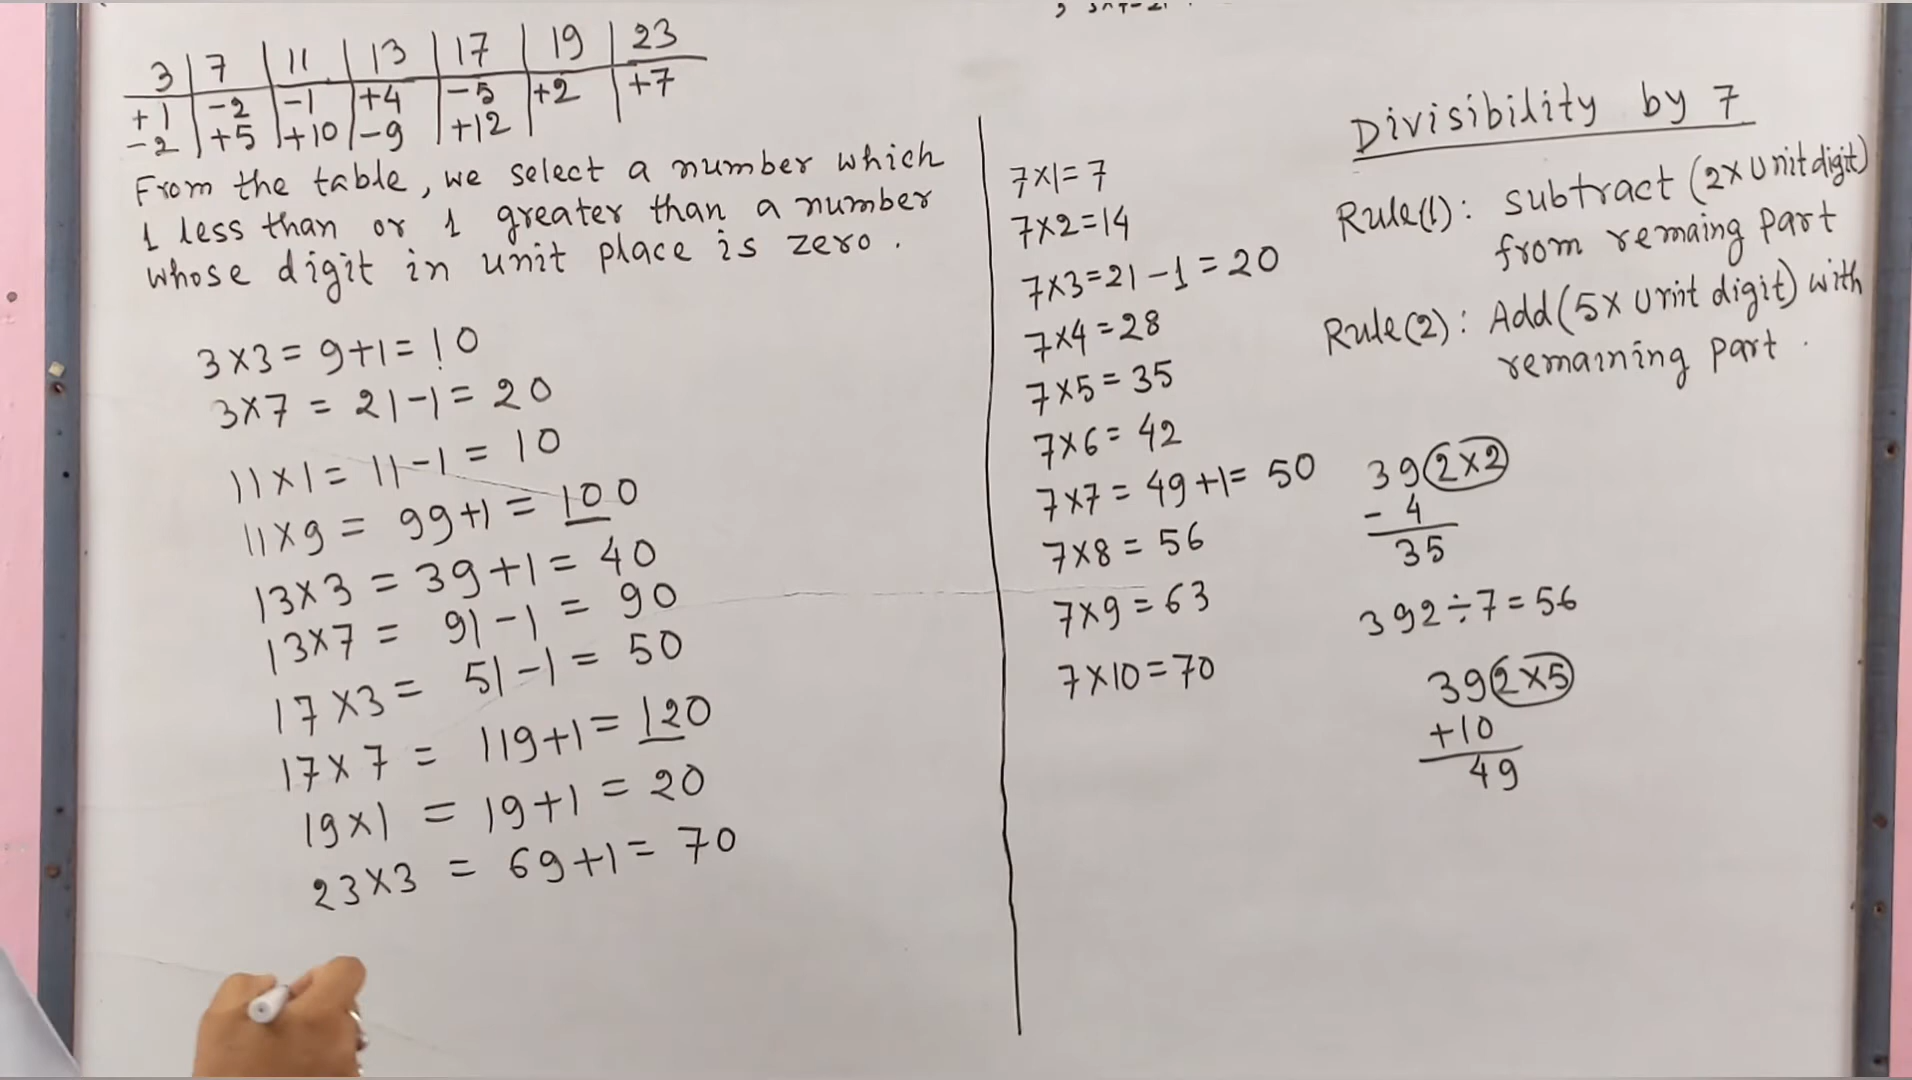 3 | 7 | 11 | 13 | 17 | 19 | 23
+1 | -2 | -1 | +4 | -5 | +2 | +7
-2 | +5 | +10 | -9 | +12
From the table, we select a number which
1 less than or 1 greater than a number
whose digit in unit place is zero.
3×3 = 9+1 = 10
3×7 = 21-1 = 20
11×1 = 11-1 = 10
11×9 = 99+1 = 100
13×3 = 39+1 = 40
13×7 = 91-1 = 90
17×3 = 51-1 = 50
17×7 = 119+1 = 120
19×1 = 19+1 = 20
23×3 = 69+1 = 70
7×1=7
7×2=14
7×3=21-1=20
7×4=28
7×5=35
7×6=42
7×7=49+1=50
7×8=56
7×9=63
7×10=70
Divisibility by 7
Rule(1): subtract (2× unit digit)
from remaing part
Rule(2): Add (5× unit digit) with
remaining part.
392×2
- 4
35
392÷7=56
392×5
+10
49